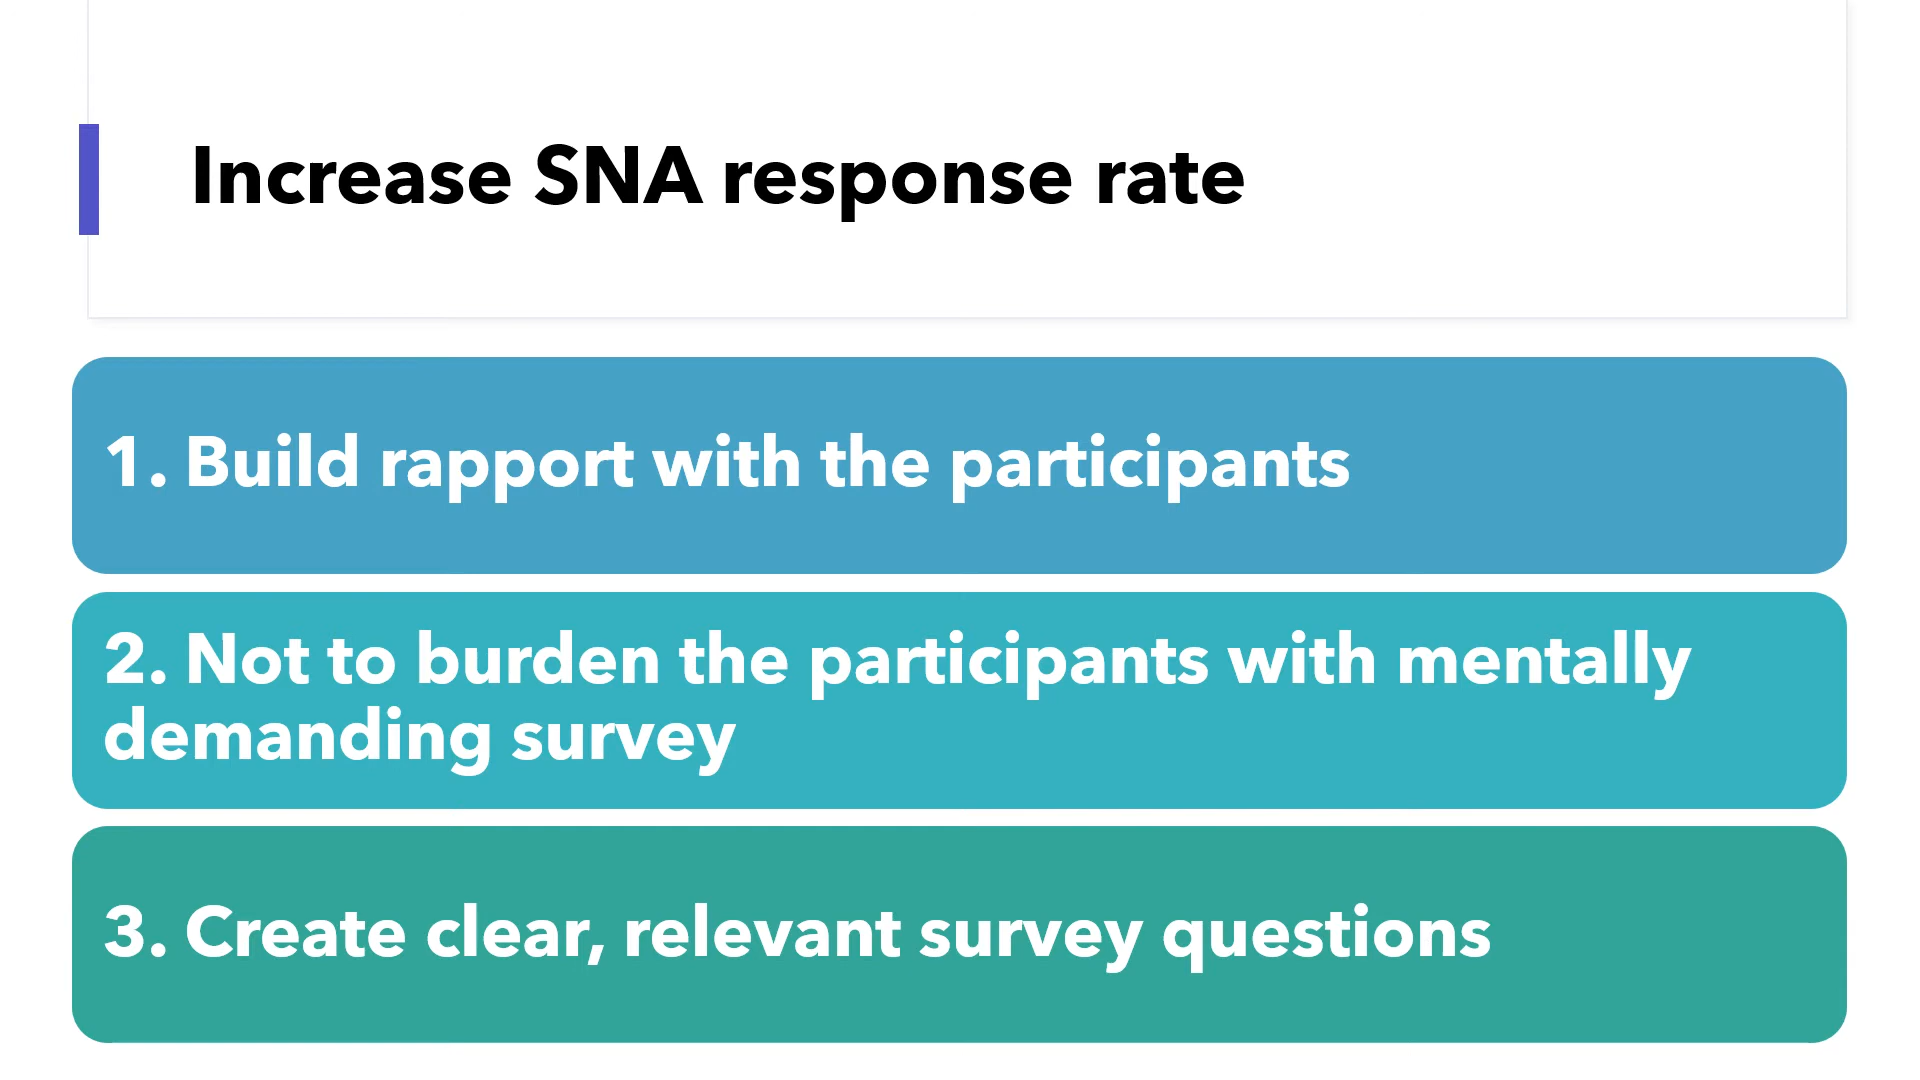 Increase SNA response rate
1. Build rapport with the participants
2. Not to burden the participants with mentally
demanding survey
3. Create clear, relevant survey questions